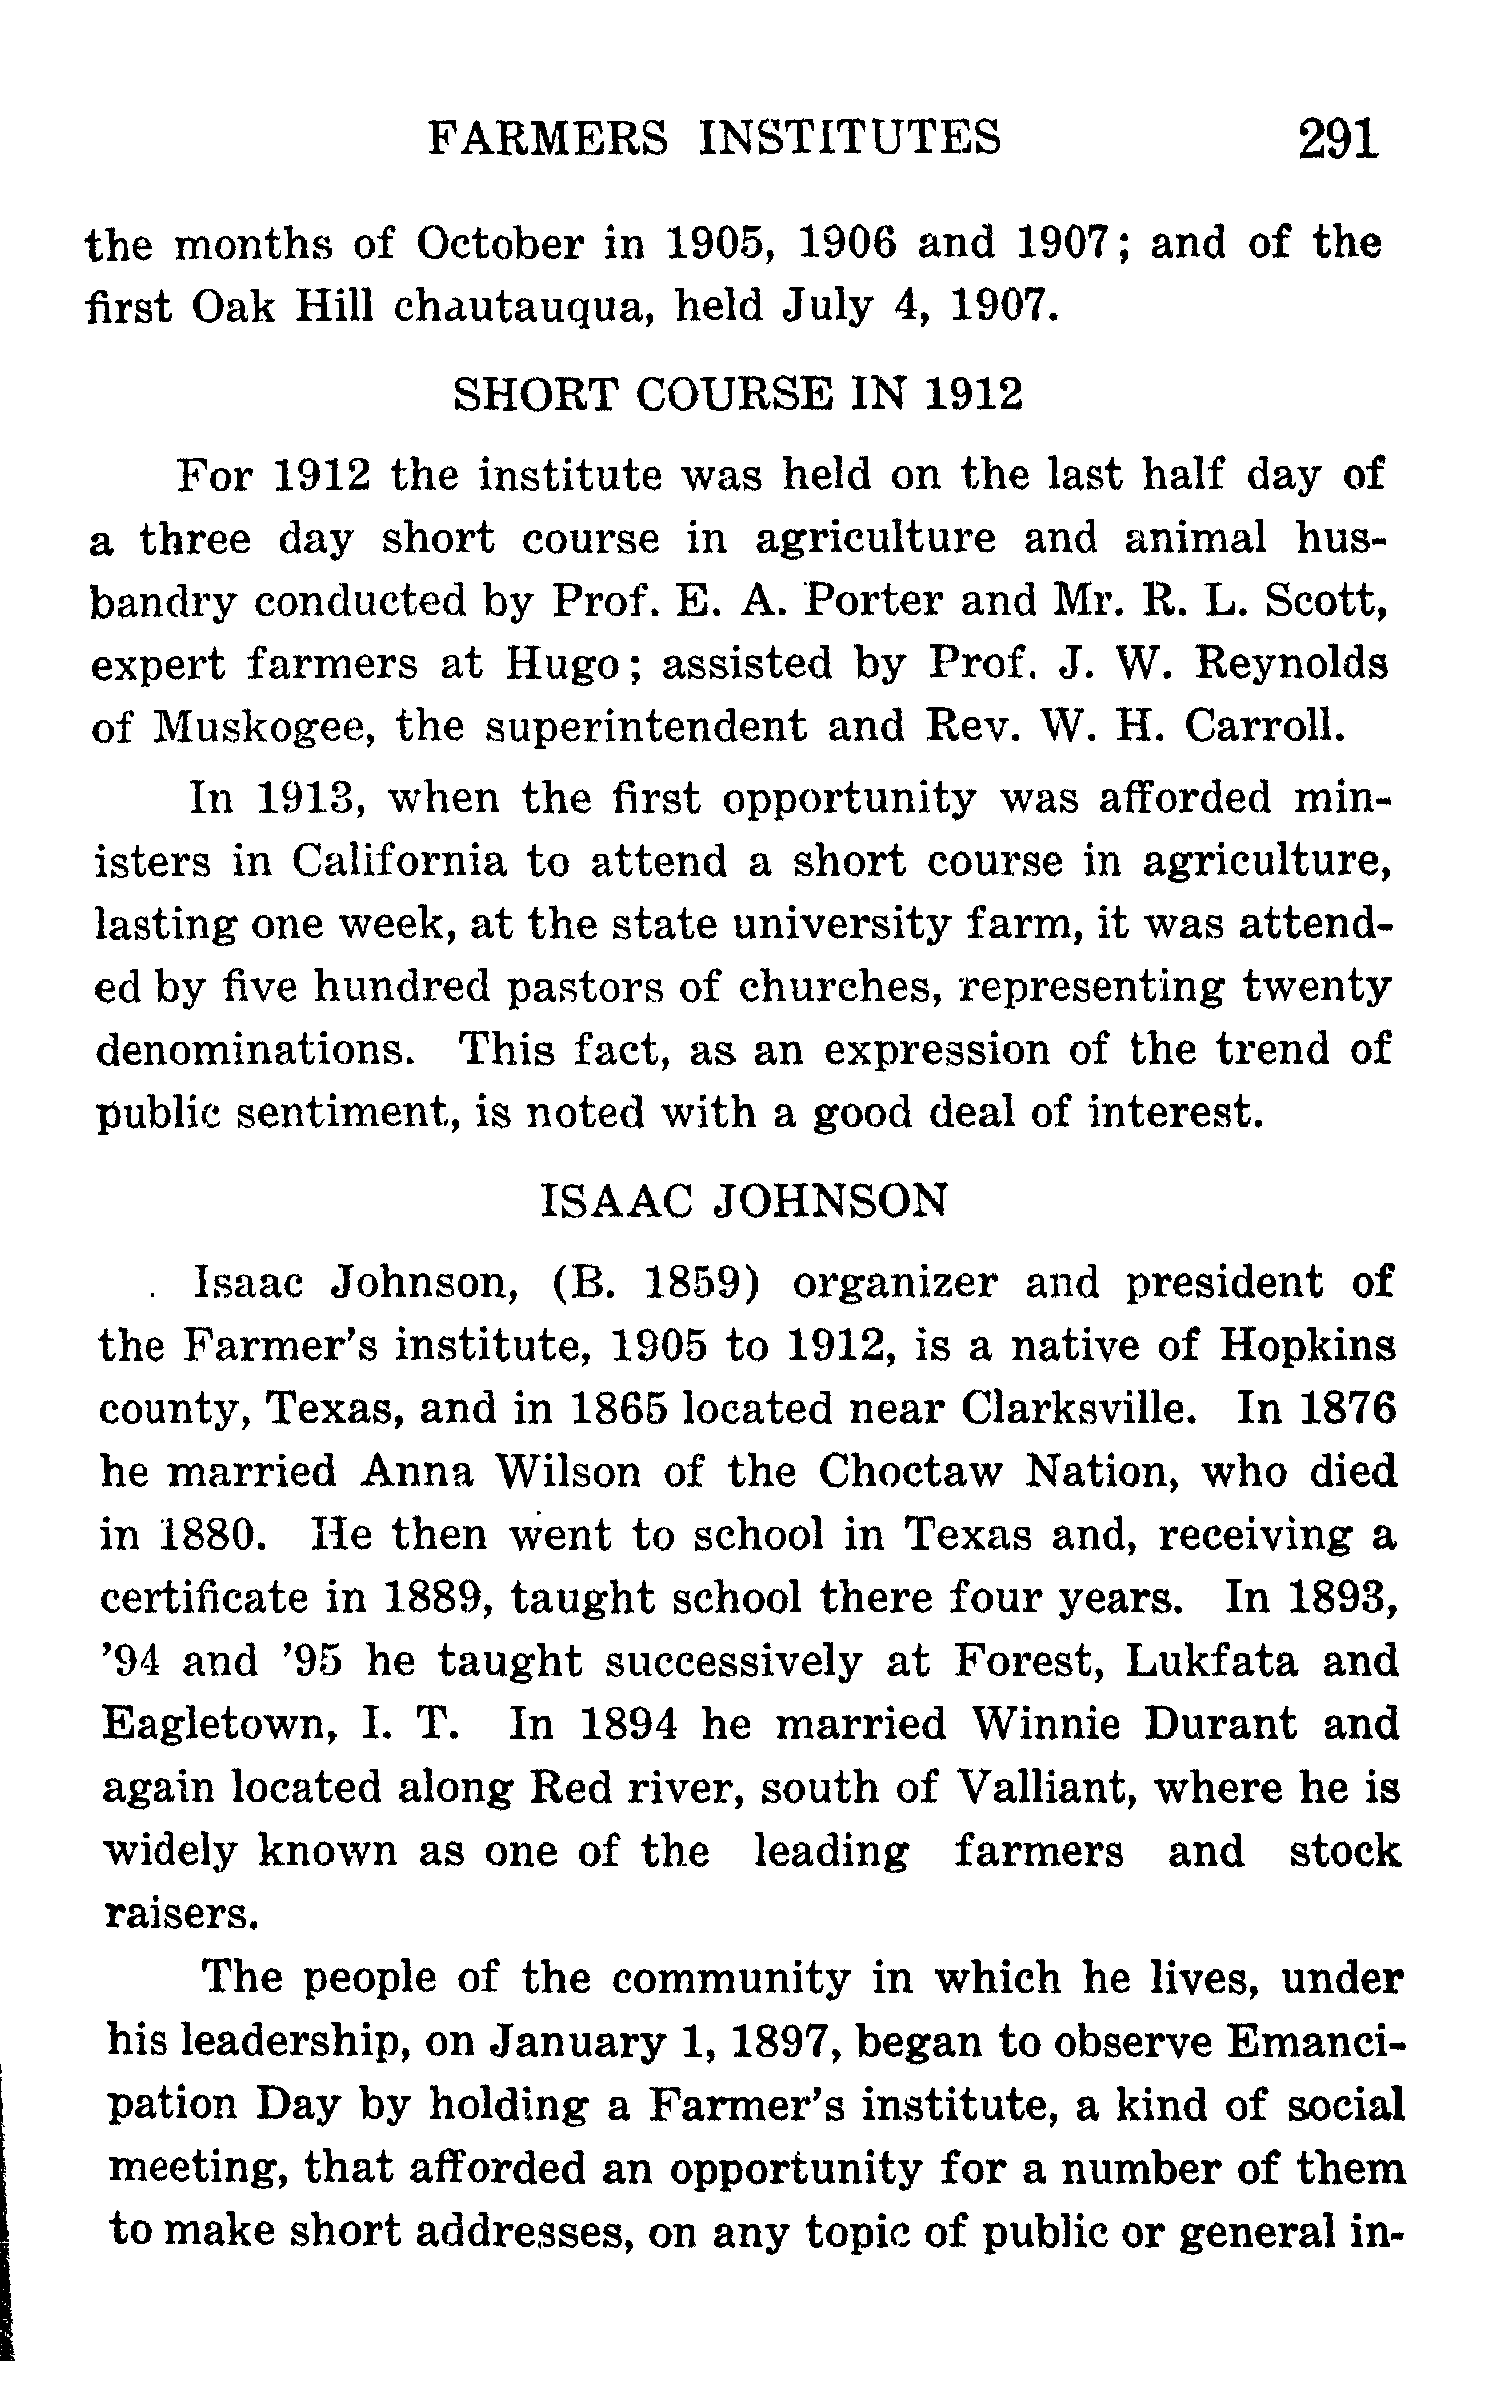 FARMERS INSTITUTES 291
the months of October in 1905, 1906 and 1907; and of the
first Oak Hill chautauqua, held July 4, 1907.
SHORT COURSE IN 1912
For 1912 the institute was held on the last half day of
a three day short course in agriculture and animal hus-
bandry conducted by Prof. E. A. Porter and Mr. R. L. Scott,
expert farmers at Hugo; assisted by Prof. J. W. Reynolds
of Muskogee, the superintendent and Rev. W. H. Carroll.
In 1913, when the first opportunity was afforded min-
isters in California to attend a short course in agriculture,
lasting one week, at the state university farm, it was attend-
ed by five hundred pastors of churches, representing twenty
denominations. This fact, as an expression of the trend of
public sentiment, is noted with a good deal of interest.
ISAAC JOHNSON
Isaac Johnson, (B. 1859) organizer and president of
the Farmer's institute, 1905 to 1912, is a native of Hopkins
county, Texas, and in 1865 located near Clarksville. In 1876
he married Anna Wilson of the Choctaw Nation, who died
in 1880. He then went to school in Texas and, receiving a
certificate in 1889, taught school there four years. In 1893,
'94 and '95 he taught successively at Forest, Lukfata and
Eagletown, I. T. In 1894 he married Winnie Durant and
again located along Red river, south of Valliant, where he is
widely known as one of the leading farmers and stock
raisers.
The people of the community in which he lives, under
his leadership, on January 1, 1897, began to observe Emanci-
pation Day by holding a Farmer's institute, a kind of social
meeting, that afforded an opportunity for a number of them
to make short addresses, on any topic of public or general in-